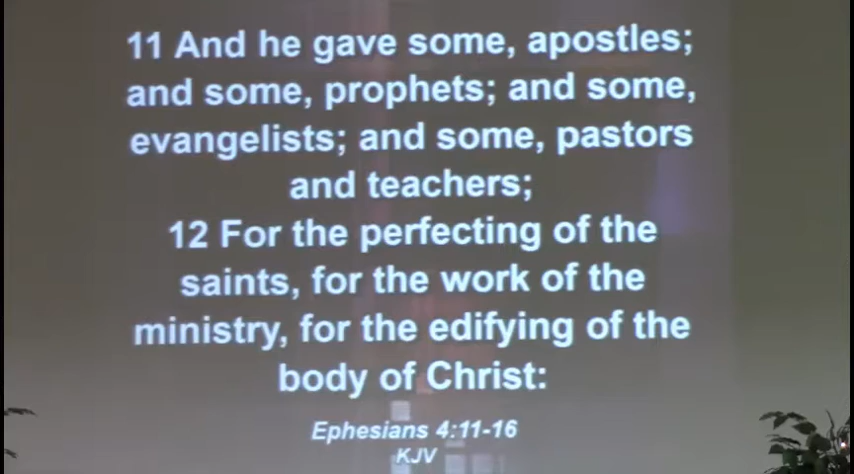 11 And he gave some, apostles;
and some, prophets; and some,
evangelists; and some, pastors
and teachers;
12 For the perfecting of the
saints, for the work of the
ministry, for the edifying of the
body of Christ:
Ephesians 4:11-16
KJV